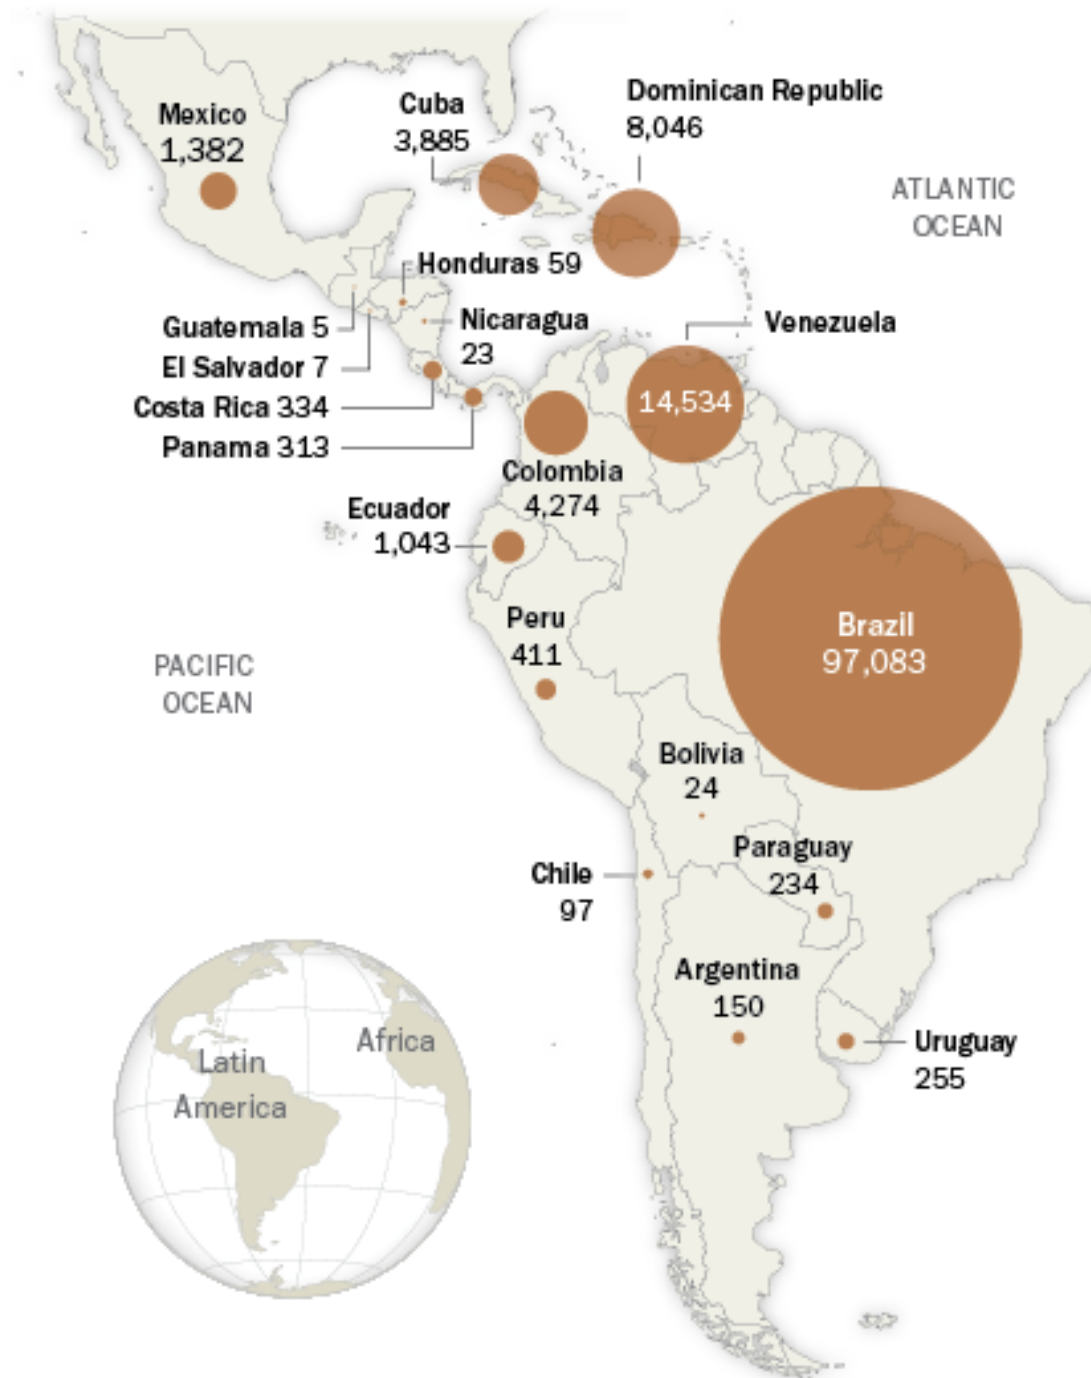 Mexico
1,382
Cuba
3,885
Dominican Republic
8,046
ATLANTIC
OCEAN
Honduras 59
Guatemala 5
Nicaragua
23
Venezuela
14,534
El Salvador 7
Costa Rica 334
Panama 313
Colombia
4,274
Ecuador
1,043
Peru
411
Brazil
97,083
PACIFIC
OCEAN
Bolivia
24
Paraguay
234
Chile
97
Argentina
150
Uruguay
255
Africa
Latin
America